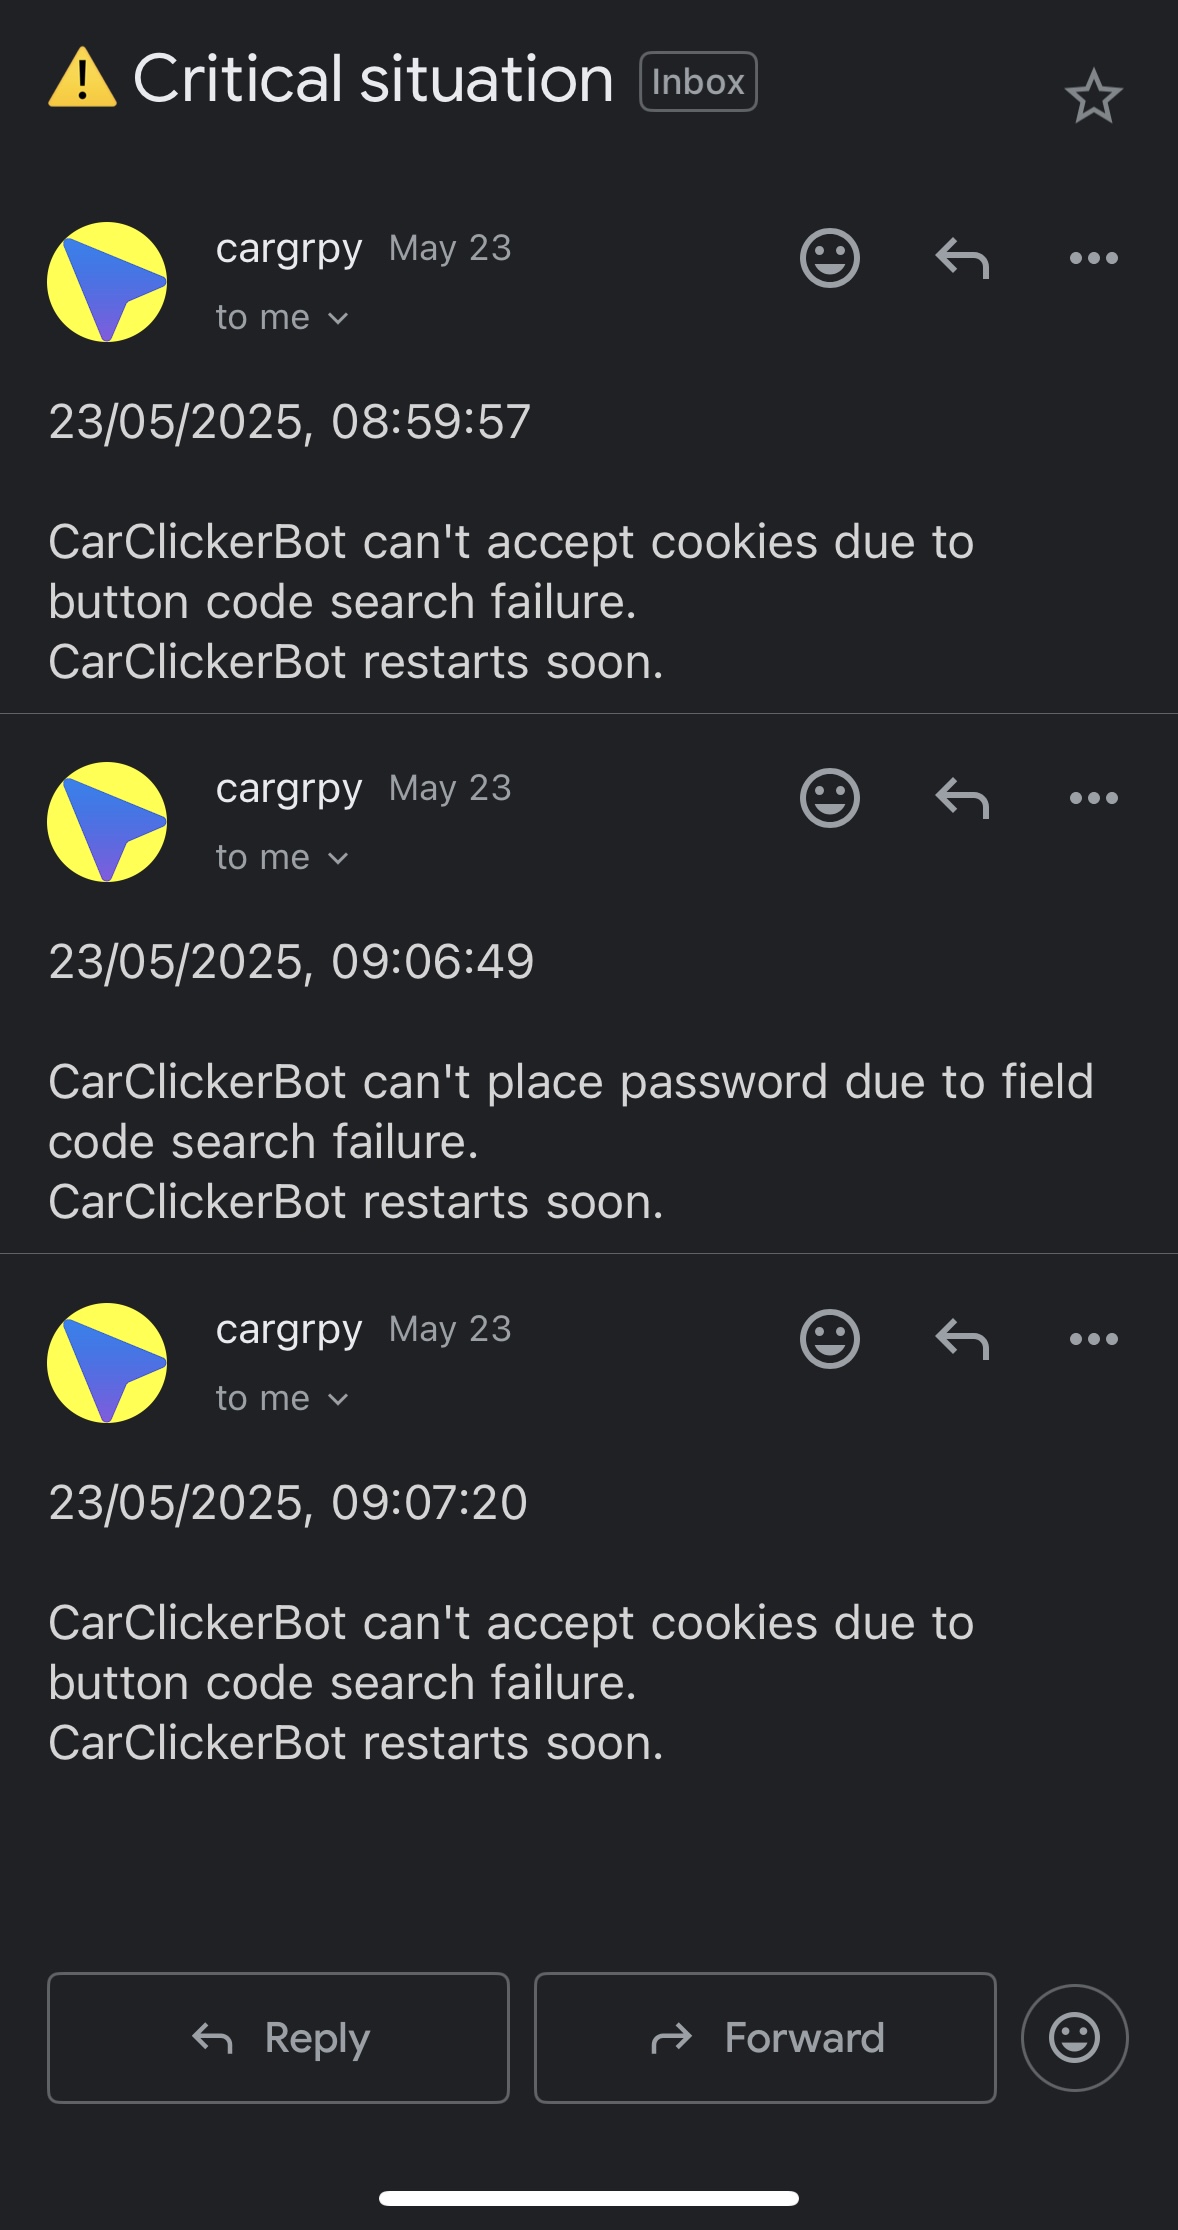 ⚠️ Critical situation Inbox
cargrpy May 23
to me
23/05/2025, 08:59:57
CarClickerBot can't accept cookies due to
button code search failure.
CarClickerBot restarts soon.
cargrpy May 23
to me
23/05/2025, 09:06:49
CarClickerBot can't place password due to field
code search failure.
CarClickerBot restarts soon.
cargrpy May 23
to me
23/05/2025, 09:07:20
CarClickerBot can't accept cookies due to
button code search failure.
CarClickerBot restarts soon.
Reply Forward